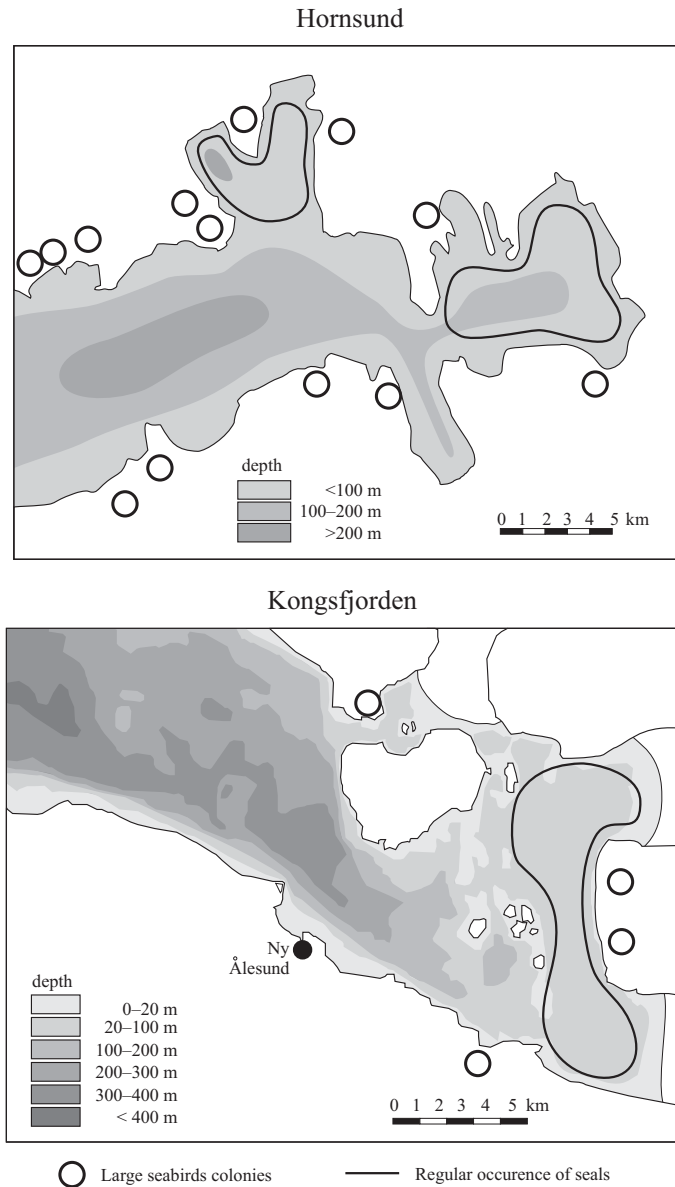 Hornsund
depth
<100 m
100–200 m
>200 m
0 1 2 3 4 5 km
Kongsfjorden
Ny
Ålesund
depth
0–20 m
20–100 m
100–200 m
200–300 m
300–400 m
< 400 m
0 1 2 3 4 5 km
Large seabirds colonies
Regular occurence of seals